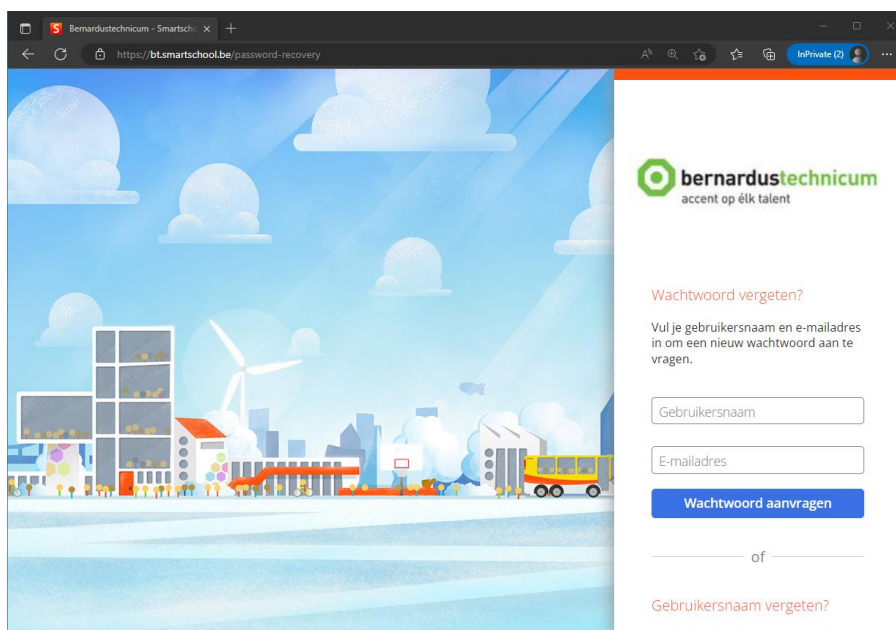 Bernardustechnicum - Smartsch
https://bt.smartschool.be/password-recovery
InPrivate (2)
bernardustechnicum
accent op élk talent
Wachtwoord vergeten?
Vul je gebruikersnaam en e-mailadres
in om een nieuw wachtwoord aan te
vragen.
Gebruikersnaam
E-mailadres
Wachtwoord aanvragen
of
Gebruikersnaam vergeten?